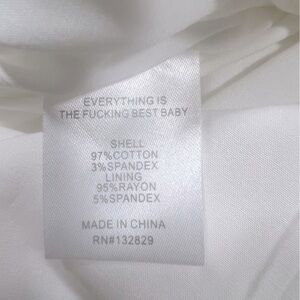 EVERYTHING IS
THE FUCKING BEST BABY
SHELL
97%COTTON
3%SPANDEX
LINING
95%RAYON
5%SPANDEX
MADE IN CHINA
RN#132829